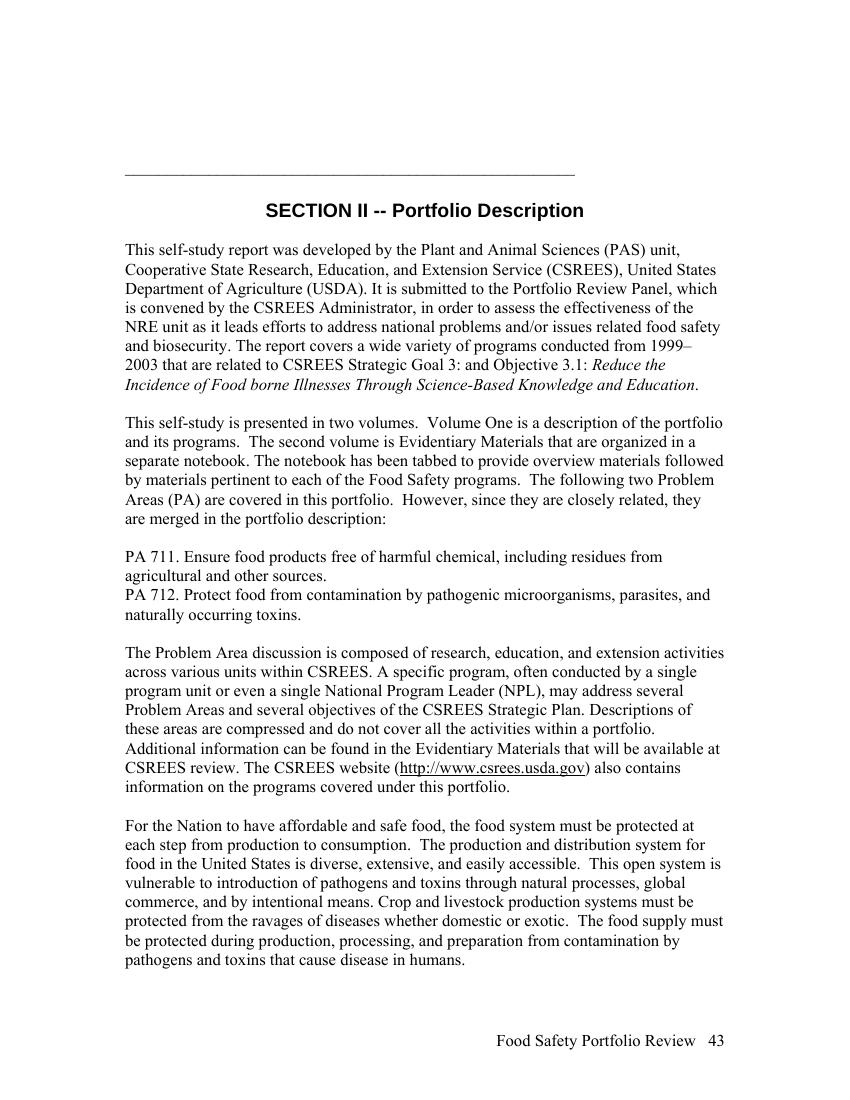 SECTION II -- Portfolio Description
This self-study report was developed by the Plant and Animal Sciences (PAS) unit,
Cooperative State Research, Education, and Extension Service (CSREES), United States
Department of Agriculture (USDA). It is submitted to the Portfolio Review Panel, which
is convened by the CSREES Administrator, in order to assess the effectiveness of the
NRE unit as it leads efforts to address national problems and/or issues related food safety
and biosecurity. The report covers a wide variety of programs conducted from 1999–
2003 that are related to CSREES Strategic Goal 3: and Objective 3.1: Reduce the
Incidence of Food borne Illnesses Through Science-Based Knowledge and Education.
This self-study is presented in two volumes.  Volume One is a description of the portfolio
and its programs.  The second volume is Evidentiary Materials that are organized in a
separate notebook. The notebook has been tabbed to provide overview materials followed
by materials pertinent to each of the Food Safety programs.  The following two Problem
Areas (PA) are covered in this portfolio.  However, since they are closely related, they
are merged in the portfolio description:
PA 711. Ensure food products free of harmful chemical, including residues from
agricultural and other sources.
PA 712. Protect food from contamination by pathogenic microorganisms, parasites, and
naturally occurring toxins.
The Problem Area discussion is composed of research, education, and extension activities
across various units within CSREES. A specific program, often conducted by a single
program unit or even a single National Program Leader (NPL), may address several
Problem Areas and several objectives of the CSREES Strategic Plan. Descriptions of
these areas are compressed and do not cover all the activities within a portfolio.
Additional information can be found in the Evidentiary Materials that will be available at
CSREES review. The CSREES website (http://www.csrees.usda.gov) also contains
information on the programs covered under this portfolio.
For the Nation to have affordable and safe food, the food system must be protected at
each step from production to consumption.  The production and distribution system for
food in the United States is diverse, extensive, and easily accessible.  This open system is
vulnerable to introduction of pathogens and toxins through natural processes, global
commerce, and by intentional means. Crop and livestock production systems must be
protected from the ravages of diseases whether domestic or exotic.  The food supply must
be protected during production, processing, and preparation from contamination by
pathogens and toxins that cause disease in humans.
Food Safety Portfolio Review   43